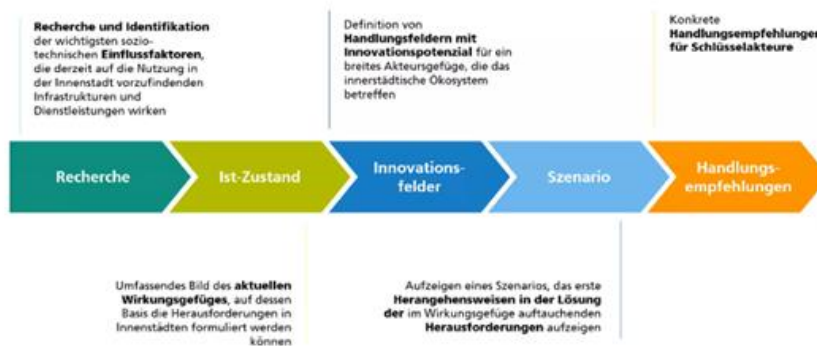 Recherche und Identifikation
der wichtigsten sozio-
technischen Einflussfaktoren,
die derzeit auf die Nutzung in
der Innenstadt vorzufindenden
Infrastrukturen und
Dienstleistungen wirken
Definition von
Handlungsfeldern mit
Innovationspotenzial für ein
breites Akteursgefüge, die das
innerstädtische Ökosystem
betreffen
Konkrete
Handlungsempfehlungen
für Schlüsselakteure
Recherche
Ist-Zustand
Innovations-
felder
Szenario
Handlungs-
empfehlungen
Umfassendes Bild des aktuellen
Wirkungsgefüges, auf dessen
Basis die Herausforderungen in
Innenstädten formuliert werden
können
Aufzeigen eines Szenarios, das erste
Herangehensweisen in der Lösung
der im Wirkungsgefüge auftauchenden
Herausforderungen aufzeigen